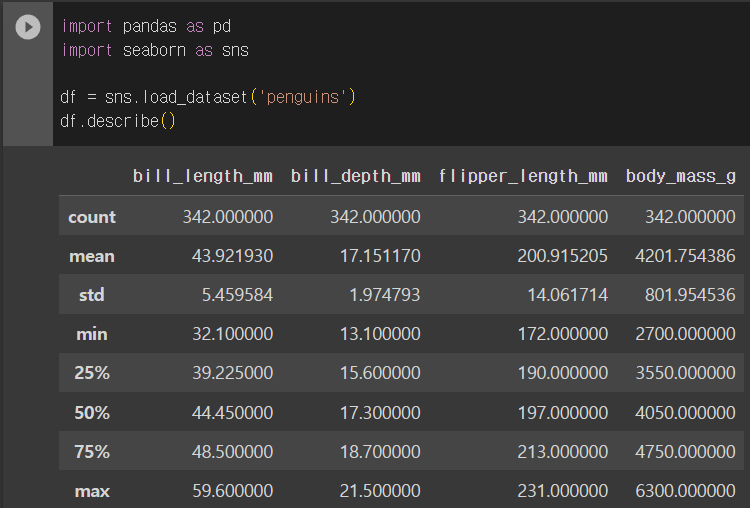 import pandas as pd
import seaborn as sns
df = sns.load_dataset('penguins')
df.describe()
bill_length_mm bill_depth_mm flipper_length_mm body_mass_g
count 342.000000 342.000000 342.000000 342.000000
mean 43.921930 17.151170 200.915205 4201.754386
std 5.459584 1.974793 14.061714 801.954536
min 32.100000 13.100000 172.000000 2700.000000
25% 39.225000 15.600000 190.000000 3550.000000
50% 44.450000 17.300000 197.000000 4050.000000
75% 48.500000 18.700000 213.000000 4750.000000
max 59.600000 21.500000 231.000000 6300.000000